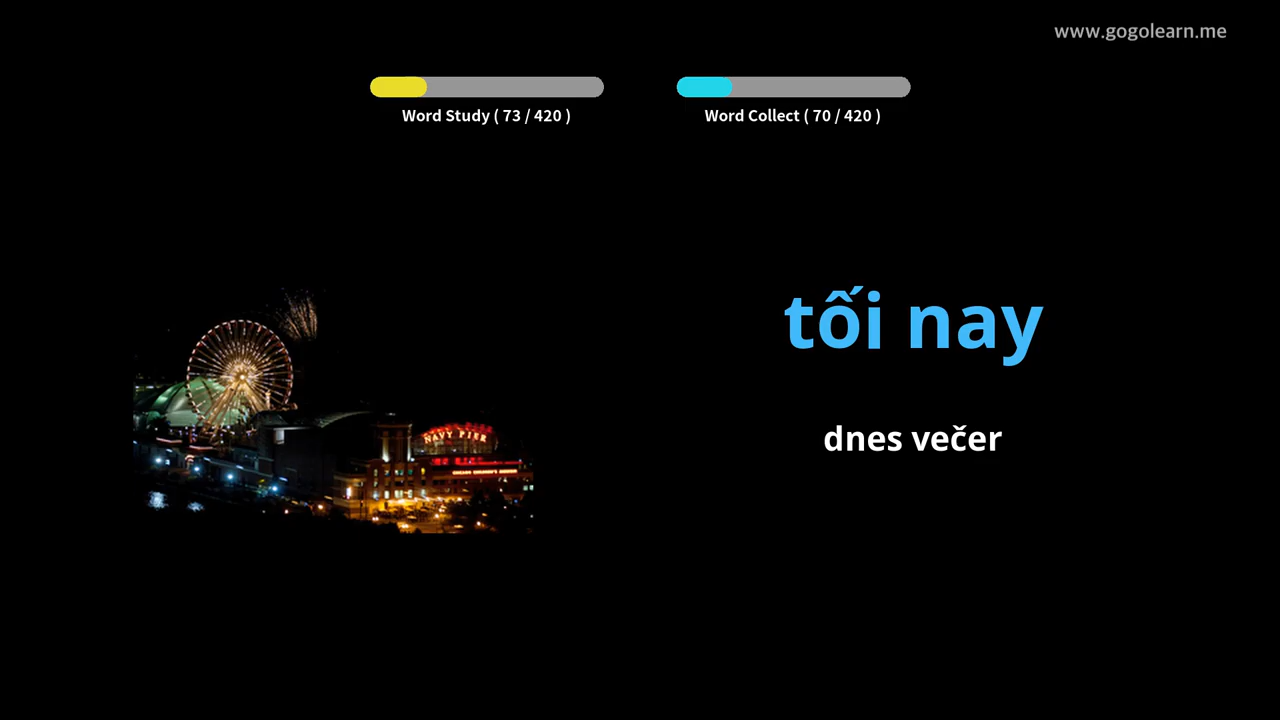 www.gogolearn.me
Word Study ( 73 / 420 )
Word Collect ( 70 / 420 )
tối nay
dnes večer
NAVY PIER